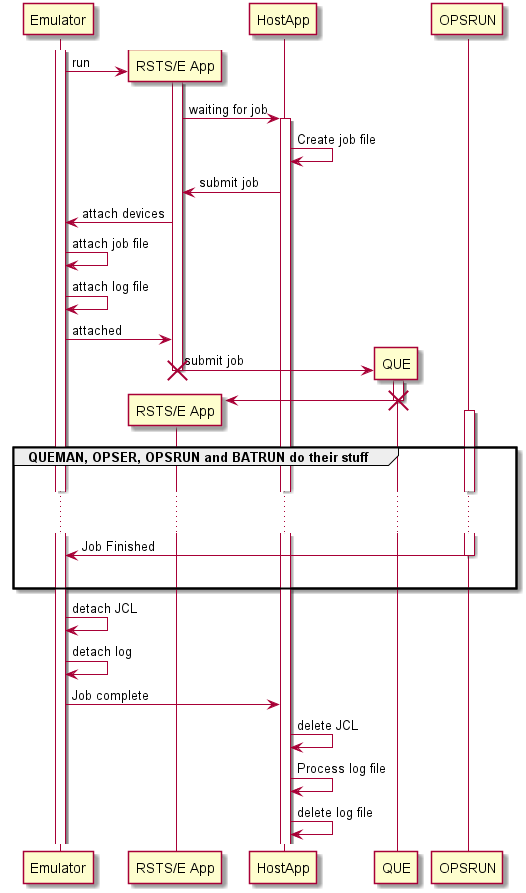 Emulator
HostApp
OPSRUN
run
RSTS/E App
waiting for job
Create job file
submit job
attach devices
attach job file
attach log file
attached
submit job
QUE
RSTS/E App
QUEMAN, OPSER, OPSRUN and BATRUN do their stuff
Job Finished
detach JCL
detach log
Job complete
delete JCL
Process log file
delete log file
Emulator
RSTS/E App
HostApp
QUE
OPSRUN